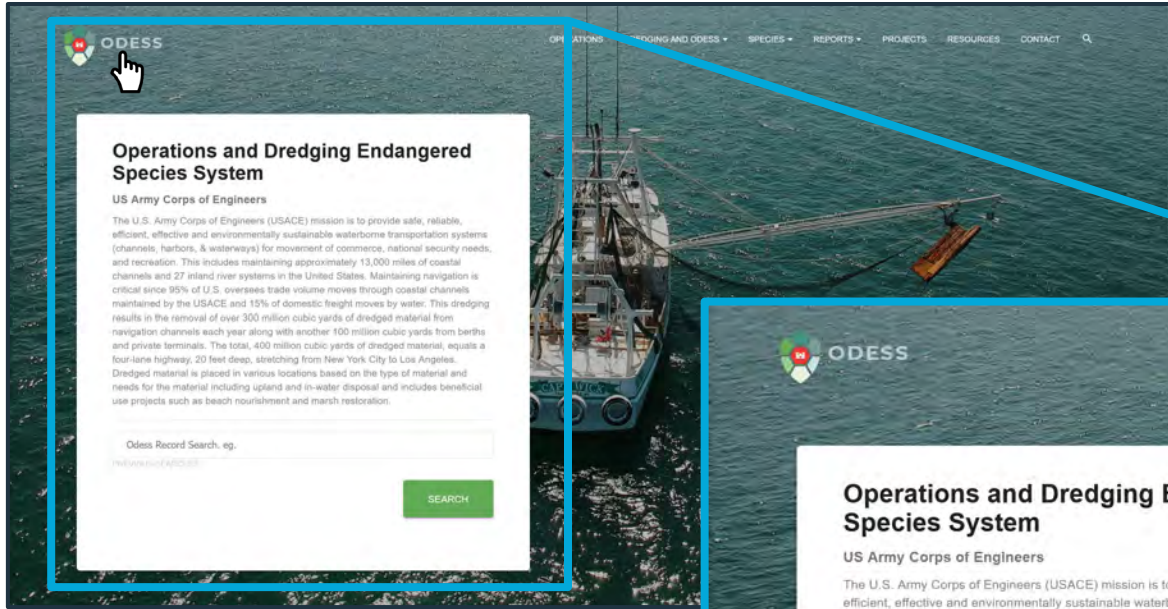 ODESS
OPERATIONS DREDGING AND ODESS SPECIES REPORTS PROJECTS RESOURCES CONTACT
Operations and Dredging Endangered
Species System
US Army Corps of Engineers
The U.S. Army Corps of Engineers (USACE) mission is to provide safe, reliable,
efficient, effective and environmentally sustainable waterborne transportation systems
(channels, harbors, & waterways) for movement of commerce, national security needs,
and recreation. This includes maintaining approximately 13,000 miles of coastal
channels and 27 inland river systems in the United States. Maintaining navigation is
critical since 95% of U.S. oversees trade volume moves through coastal channels
maintained by the USACE and 15% of domestic freight moves by water. This dredging
results in the removal of over 300 million cubic yards of dredged material from
navigation channels each year along with another 100 million cubic yards from berths
and private terminals. The total, 400 million cubic yards of dredged material, equals a
four-lane highway, 20 feet deep, stretching from New York City to Los Angeles.
Dredged material is placed in various locations based on the type of material and
needs for the material including upland and in-water disposal and includes beneficial
use projects such as beach nourishment and marsh restoration.
Odess Record Search. eg.
SEARCH
ODESS
Operations and Dredging E
Species System
US Army Corps of Engineers
The U.S. Army Corps of Engineers (USACE) mission is to
efficient, effective and environmentally sustainable waterb